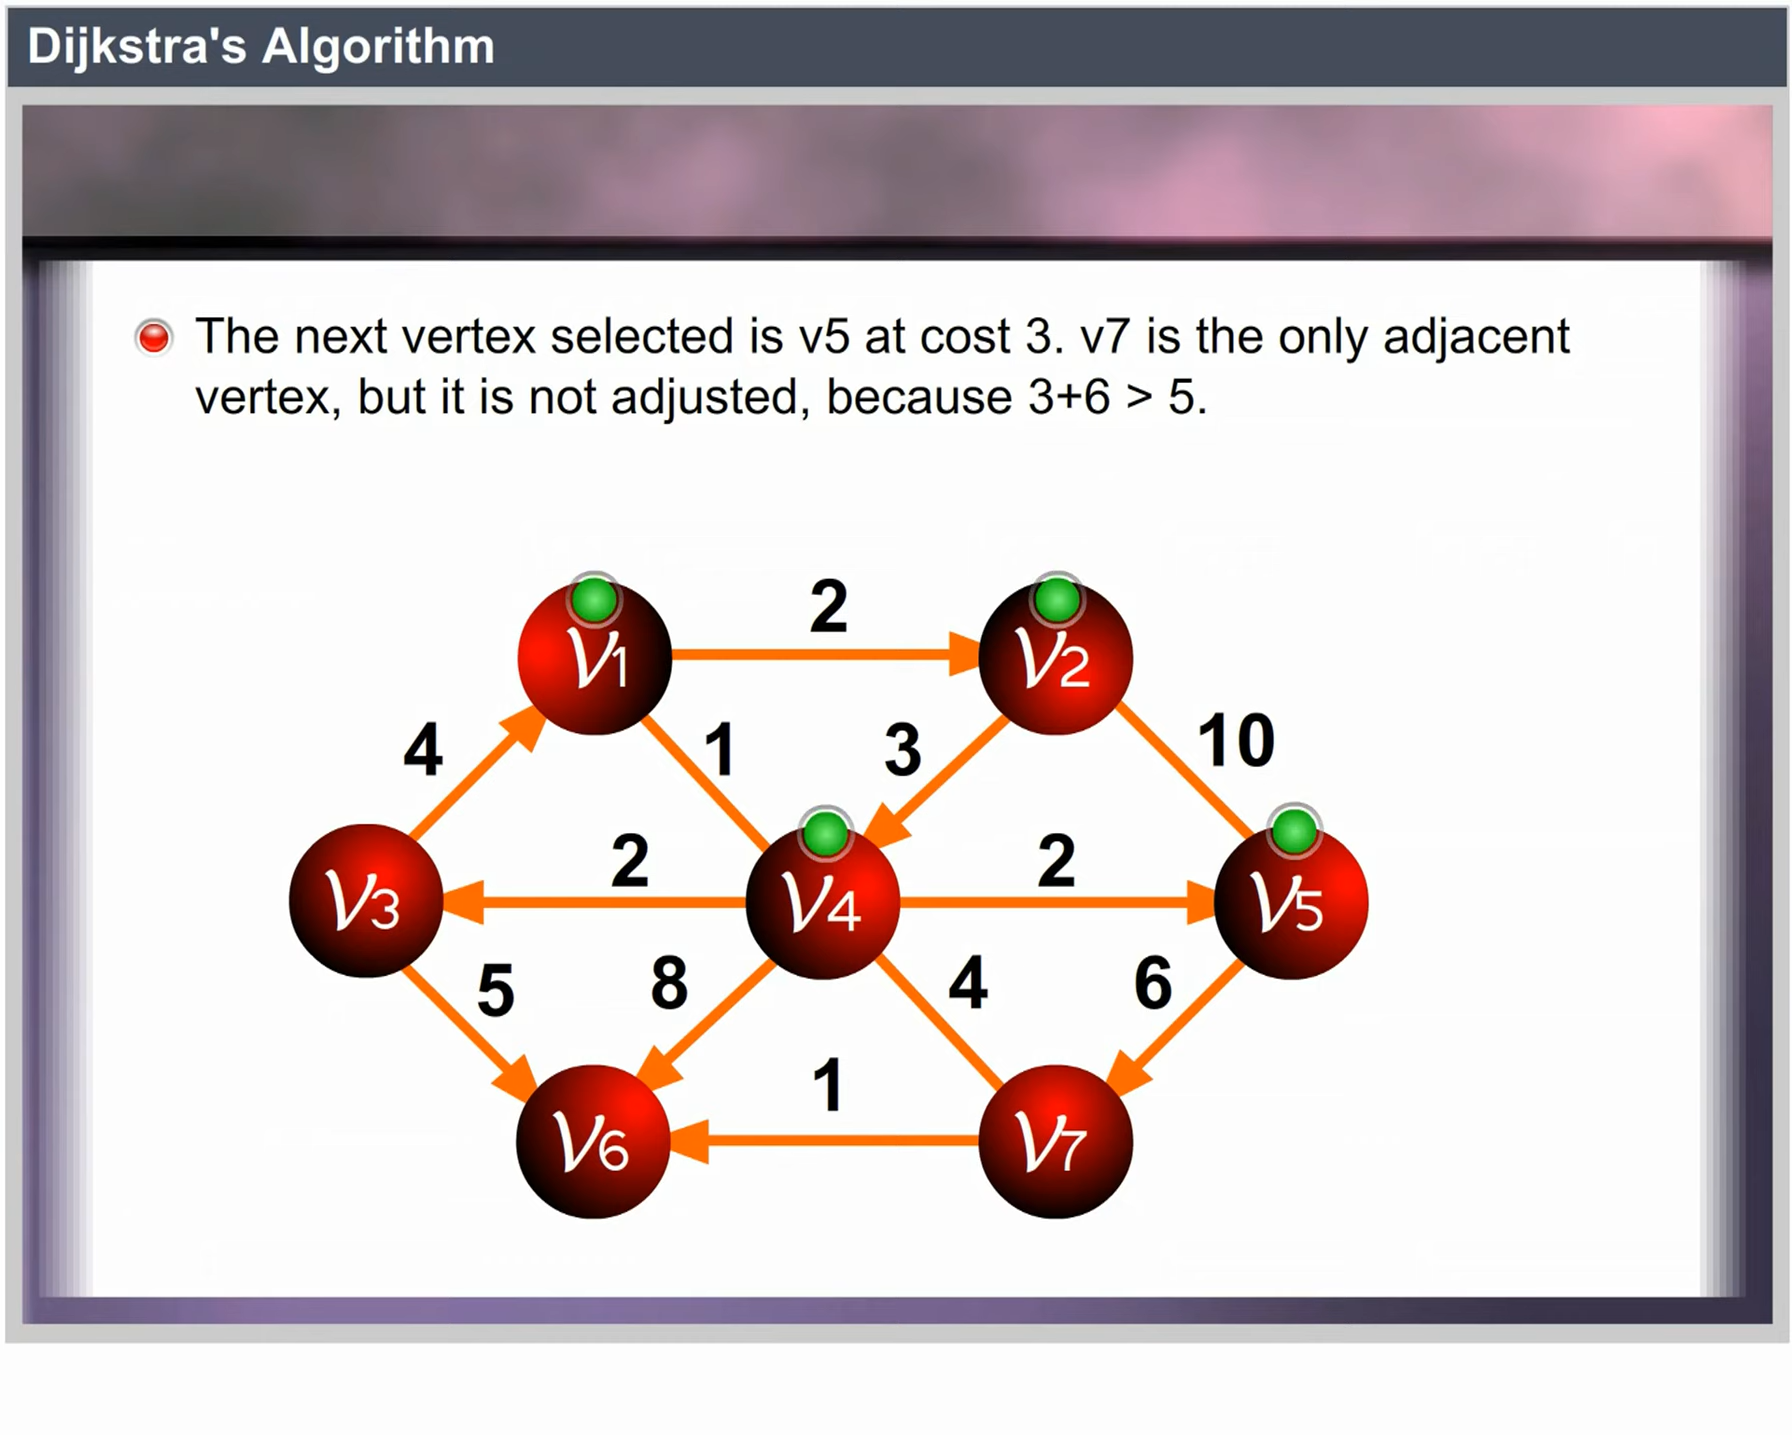 Dijkstra's Algorithm
The next vertex selected is v5 at cost 3. v7 is the only adjacent
vertex, but it is not adjusted, because 3+6 > 5.
2
V1
V2
4
1
3
10
2
2
V3
V4
V5
5
8
4
6
1
V6
V7